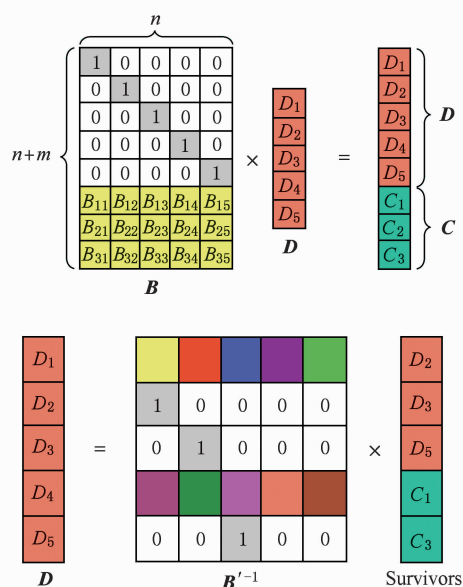 n
n+m
1 0 0 0 0
0 1 0 0 0
0 0 1 0 0
0 0 0 1 0
0 0 0 0 1
B₁₁ B₁₂ B₁₃ B₁₄ B₁₅
B₂₁ B₂₂ B₂₃ B₂₄ B₂₅
B₃₁ B₃₂ B₃₃ B₃₄ B₃₅
B
×
D₁
D₂
D₃
D₄
D₅
D
=
D₁
D₂
D₃
D₄
D₅
C₁
C₂
C₃
D
C
D₁
D₂
D₃
D₄
D₅
D
=
1 0 0 0 0
0 1 0 0 0
0 0 1 0 0
B′⁻¹
×
D₂
D₃
D₅
C₁
C₃
Survivors